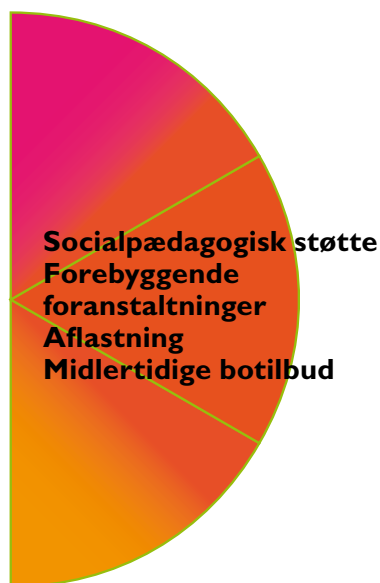 Socialpædagogisk støtte
Forebyggende
foranstaltninger
Aflastning
Midlertidige botilbud